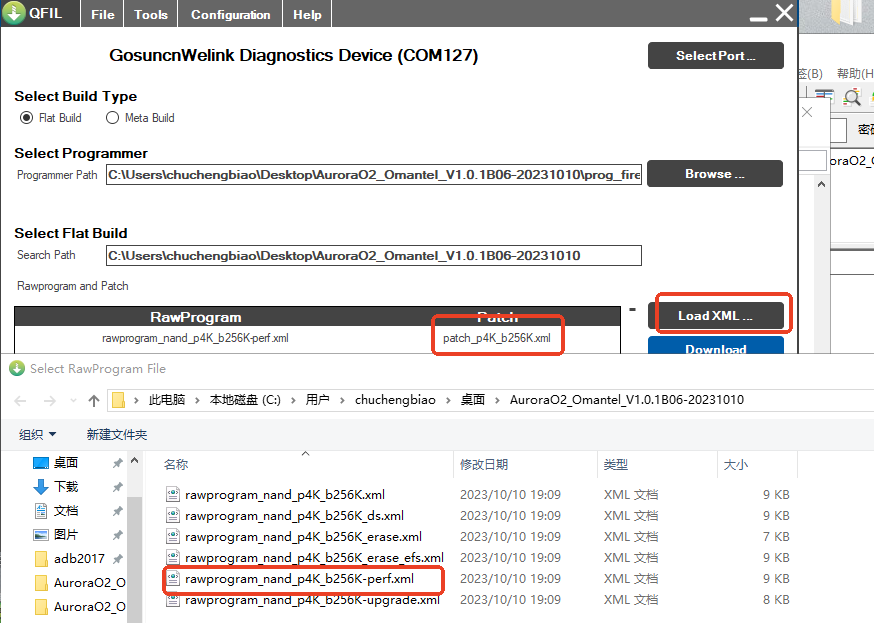 QFIL File Tools Configuration Help
GosuncnWelink Diagnostics Device (COM127)
Select Port ...
签(B) 帮助(H
Select Build Type
Flat Build Meta Build
密
Select Programmer
Programmer Path C:\Users\chuchengbiao\Desktop\AuroraO2_Omantel_V1.0.1B06-20231010\prog_fire Browse ...
oraO2_
Select Flat Build
Search Path C:\Users\chuchengbiao\Desktop\AuroraO2_Omantel_V1.0.1B06-20231010
Rawprogram and Patch
RawProgram Patch Load XML ...
rawprogram_nand_p4K_b256K-perf.xml patch_p4K_b256K.xml
Download
Select RawProgram File
此电脑 本地磁盘 (C:) 用户 chuchengbiao 桌面 AuroraO2_Omantel_V1.0.1B06-20231010
组织 新建文件夹
桌面 名称 修改日期 类型 大小
下载
文档
图片
adb2017
AuroraO2_O
AuroraO2_O
rawprogram_nand_p4K_b256K.xml 2023/10/10 19:09 XML 文档 9 KB
rawprogram_nand_p4K_b256K_ds.xml 2023/10/10 19:09 XML 文档 9 KB
rawprogram_nand_p4K_b256K_erase.xml 2023/10/10 19:09 XML 文档 7 KB
rawprogram_nand_p4K_b256K_erase_efs.xml 2023/10/10 19:09 XML 文档 9 KB
rawprogram_nand_p4K_b256K-perf.xml 2023/10/10 19:09 XML 文档 9 KB
rawprogram_nand_p4K_b256K-upgrade.xml 2023/10/10 19:09 XML 文档 8 KB